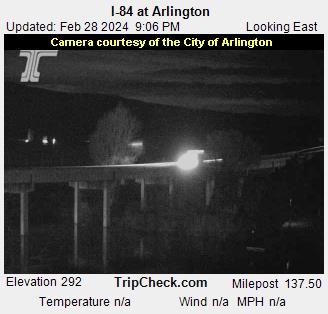 I-84 at Arlington
Updated: Feb 28 2024 9:06 PM Looking East
Camera courtesy of the City of Arlington
Elevation 292 TripCheck.com Milepost 137.50
Temperature n/a Wind n/a MPH n/a